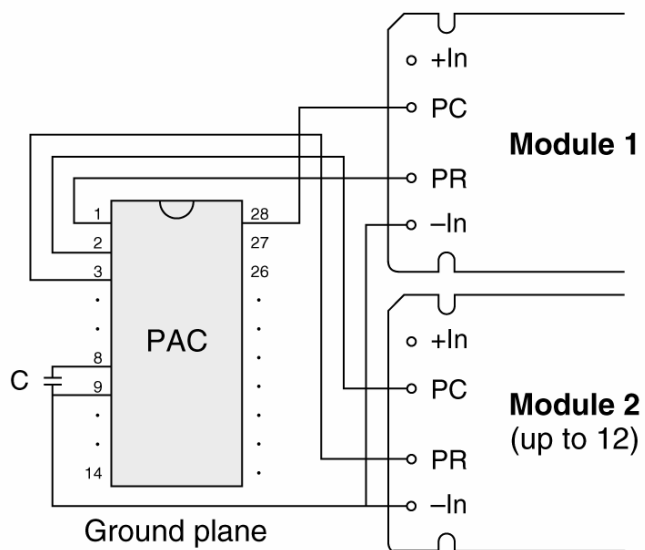 +In
PC
Module 1
PR
–In
1
28
2
27
3
26
PAC
8
C
9
14
+In
PC
Module 2
(up to 12)
PR
–In
Ground plane